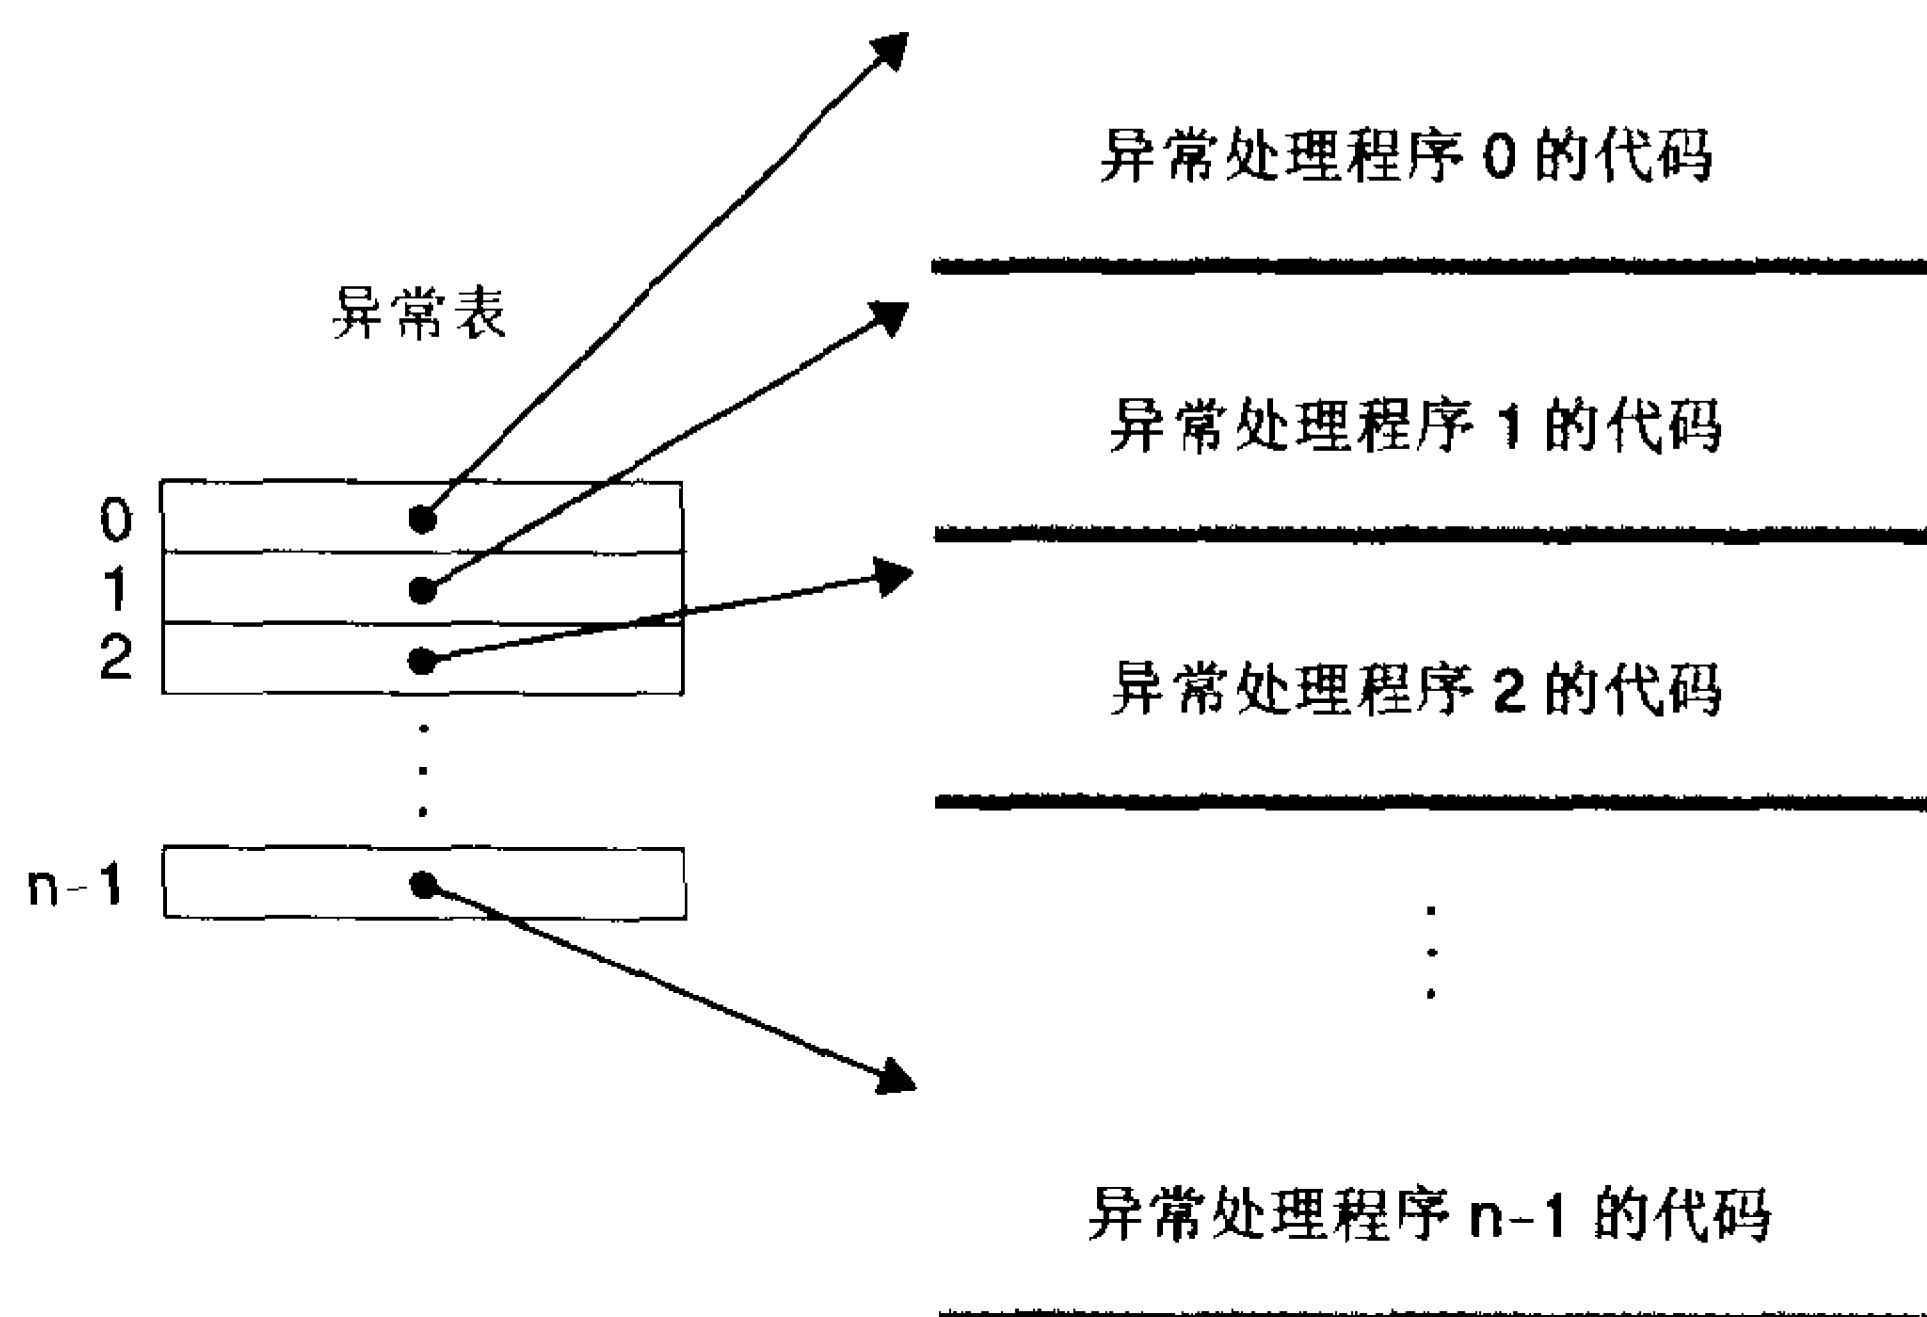 异常处理程序 0 的代码
异常表
异常处理程序 1 的代码
0
1
2
异常处理程序 2 的代码
n-1
异常处理程序 n-1 的代码